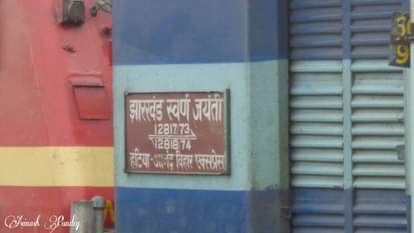 झारखंड स्वर्ण जयंती
12817/73
12818/74
हटिया-आनंद विहार एक्सप्रेस